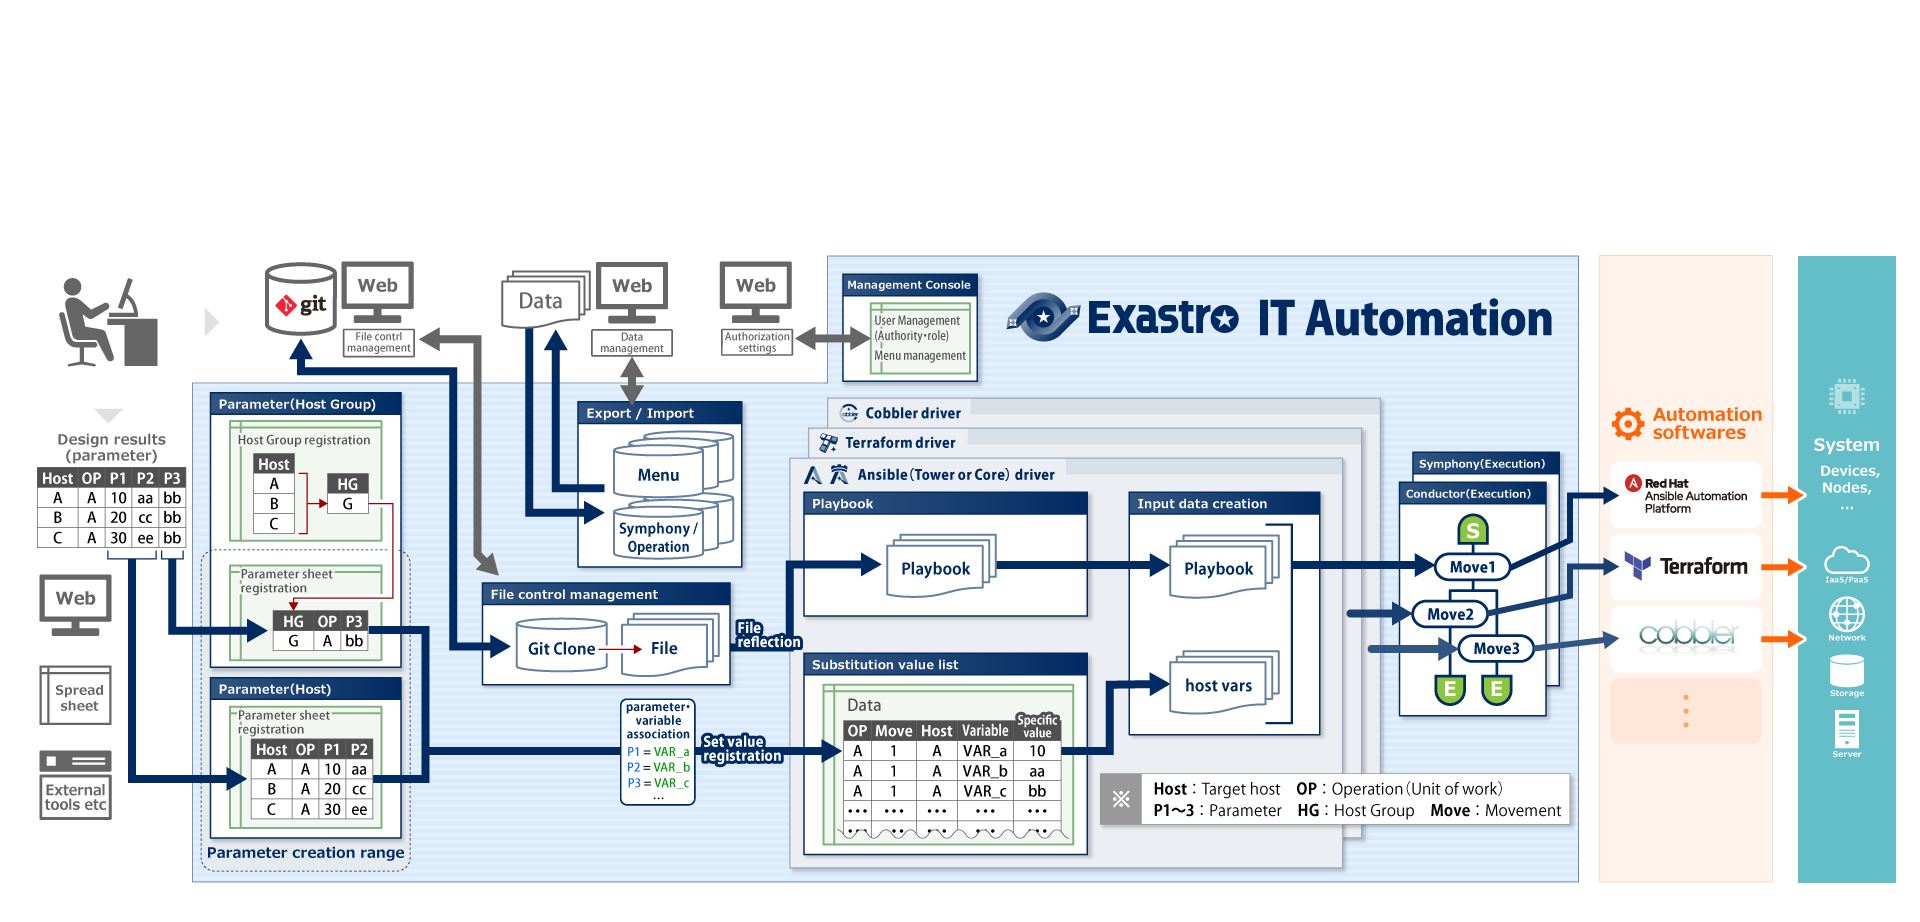 git
Web
File contrl
management
Data
Web
Data
management
Web
Authorization
settings
Management Console
User Management
(Authority・role)
Menu management
Exastro IT Automation
Design results
(parameter)
Host OP P1 P2 P3
A A 10 aa bb
B A 20 cc bb
C A 30 ee bb
Web
Spread
sheet
External
tools etc
Parameter(Host Group)
Host Group registration
Host
A
B
C
HG
G
Parameter sheet
registration
HG OP P3
G A bb
Parameter(Host)
Parameter sheet
registration
Host OP P1 P2
A A 10 aa
B A 20 cc
C A 30 ee
Parameter creation range
Export / Import
Menu
Symphony /
Operation
File control management
Git Clone
File
File
reflection
parameter・
variable
association
P1 = VAR_a
P2 = VAR_b
P3 = VAR_c
...
Set value
registration
cobbler
Cobbler driver
Terraform driver
Ansible(Tower or Core) driver
Playbook
Playbook
Substitution value list
Data
OP Move Host Variable Specific
value
A 1 A VAR_a 10
A 1 A VAR_b aa
A 1 A VAR_c bb
••• ••• ••• ••• •••
Input data creation
Playbook
host vars
Symphony(Execution)
Conductor(Execution)
S
Move1
Move2
Move3
E
E
※
Host：Target host OP：Operation(Unit of work)
P1～3：Parameter HG：Host Group Move：Movement
Automation
softwares
Red Hat
Ansible Automation
Platform
Terraform
cobbler
System
Devices,
Nodes,
...
IaaS/PaaS
Network
Storage
Server